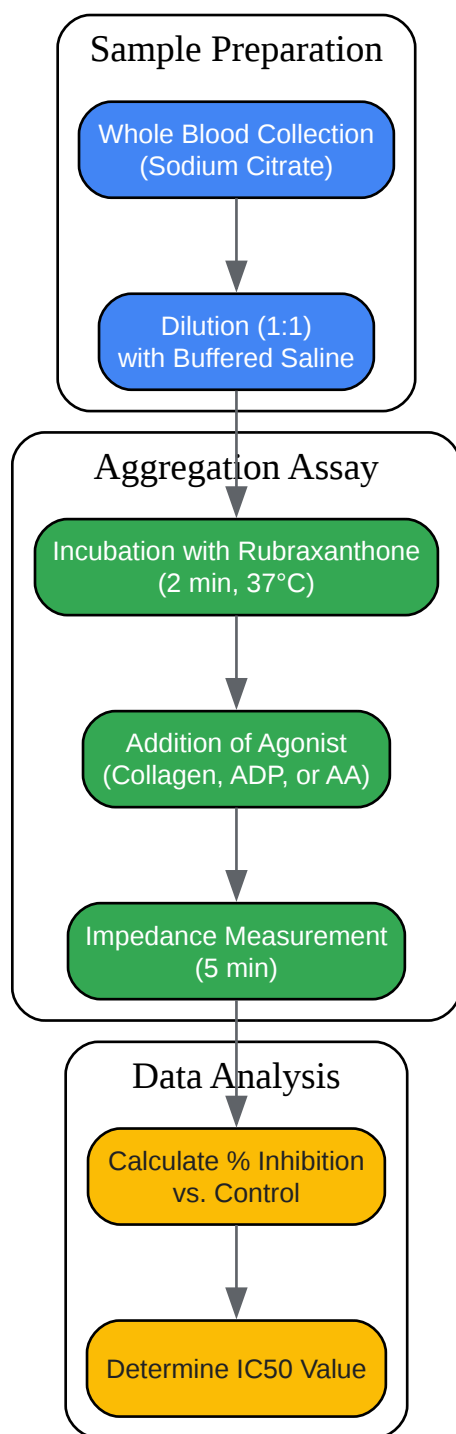 Sample Preparation
Whole Blood Collection
(Sodium Citrate)
Dilution (1:1)
with Buffered Saline
Aggregation Assay
Incubation with Rubraxanthone
(2 min, 37°C)
Addition of Agonist
(Collagen, ADP, or AA)
Impedance Measurement
(5 min)
Data Analysis
Calculate % Inhibition
vs. Control
Determine IC50 Value